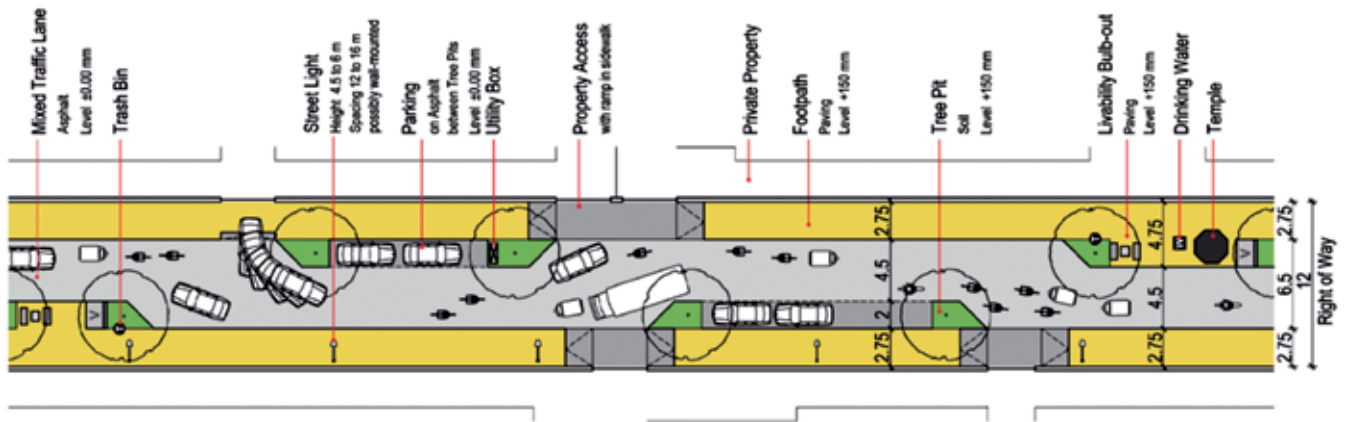 Mixed Traffic Lane
Asphalt
Level ±0.00 mm
Trash Bin
Street Light
Height 4.5 to 6 m
Spacing 12 to 16 m
possibly wall-mounted
Parking
on Asphalt
between Tree Pits
Level ±0.00 mm
Utility Box
Property Access
with ramp in sidewalk
Private Property
Footpath
Paving
Level +150 mm
Tree Pit
Soil
Level +150 mm
Livability Bulb-out
Paving
Level +150 mm
Drinking Water
Temple
2.75
4.5
2
2.75
4.75
4.5
2.75
2.75
6.5
2.75
12
Right of Way
V
V
W